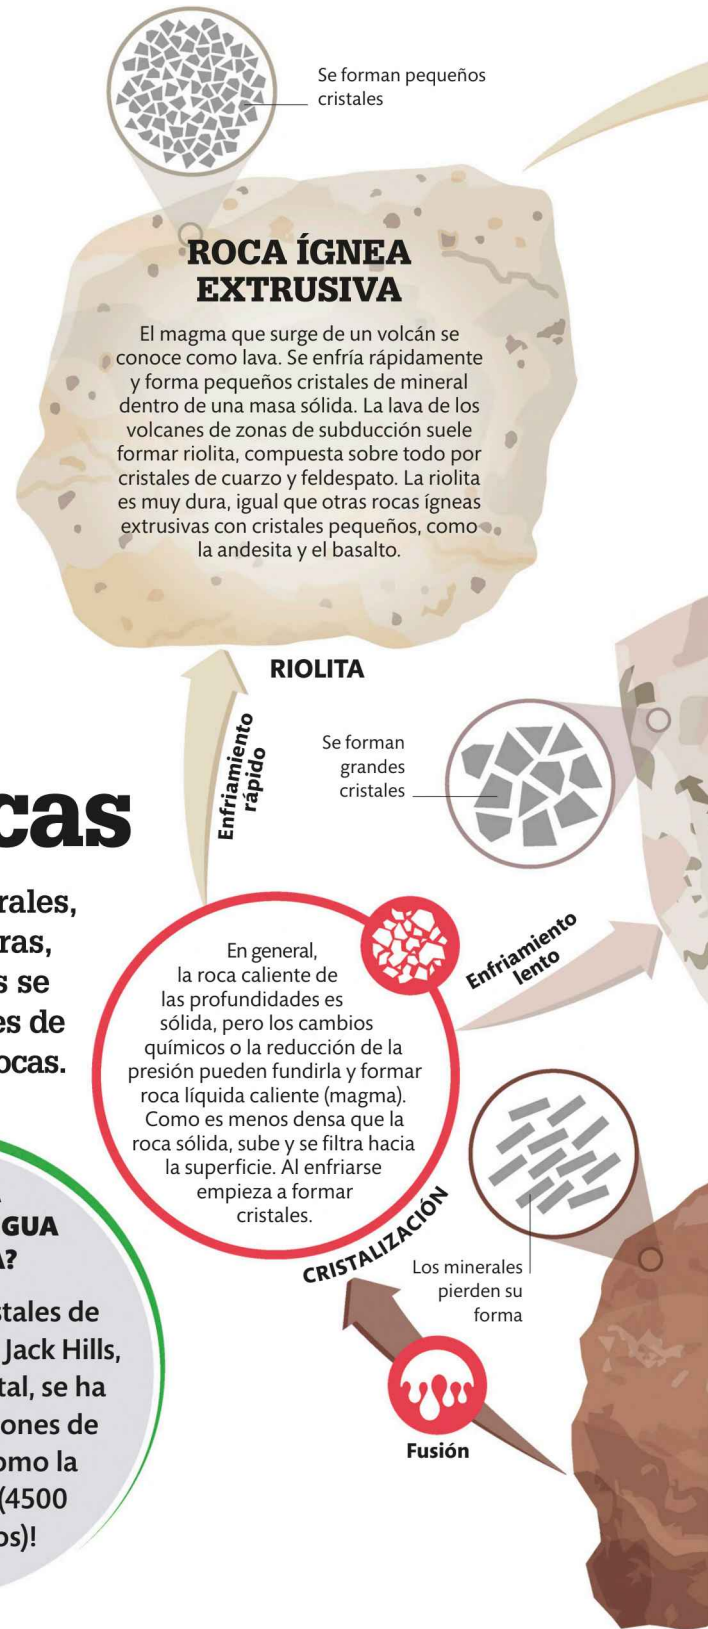 Se forman pequeños
cristales
ROCA ÍGNEA
EXTRUSIVA
El magma que surge de un volcán se
conoce como lava. Se enfría rápidamente
y forma pequeños cristales de mineral
dentro de una masa sólida. La lava de los
volcanes de zonas de subducción suele
formar riolita, compuesta sobre todo por
cristales de cuarzo y feldespato. La riolita
es muy dura, igual que otras rocas ígneas
extrusivas con cristales pequeños, como
la andesita y el basalto.
RIOLITA
Enfriamiento
rápido
Se forman
grandes
cristales
cas
rales,
ras,
s se
es de
ocas.
En general,
la roca caliente de
las profundidades es
sólida, pero los cambios
químicos o la reducción de la
presión pueden fundirla y formar
roca líquida caliente (magma).
Como es menos densa que la
roca sólida, sube y se filtra hacia
la superficie. Al enfriarse
empieza a formar
cristales.
Enfriamiento
lento
CRISTALIZACIÓN
Los minerales
pierden su
forma
Fusión
GUA
A?
stales de
Jack Hills,
tal, se ha
ones de
omo la
(4500
os)!